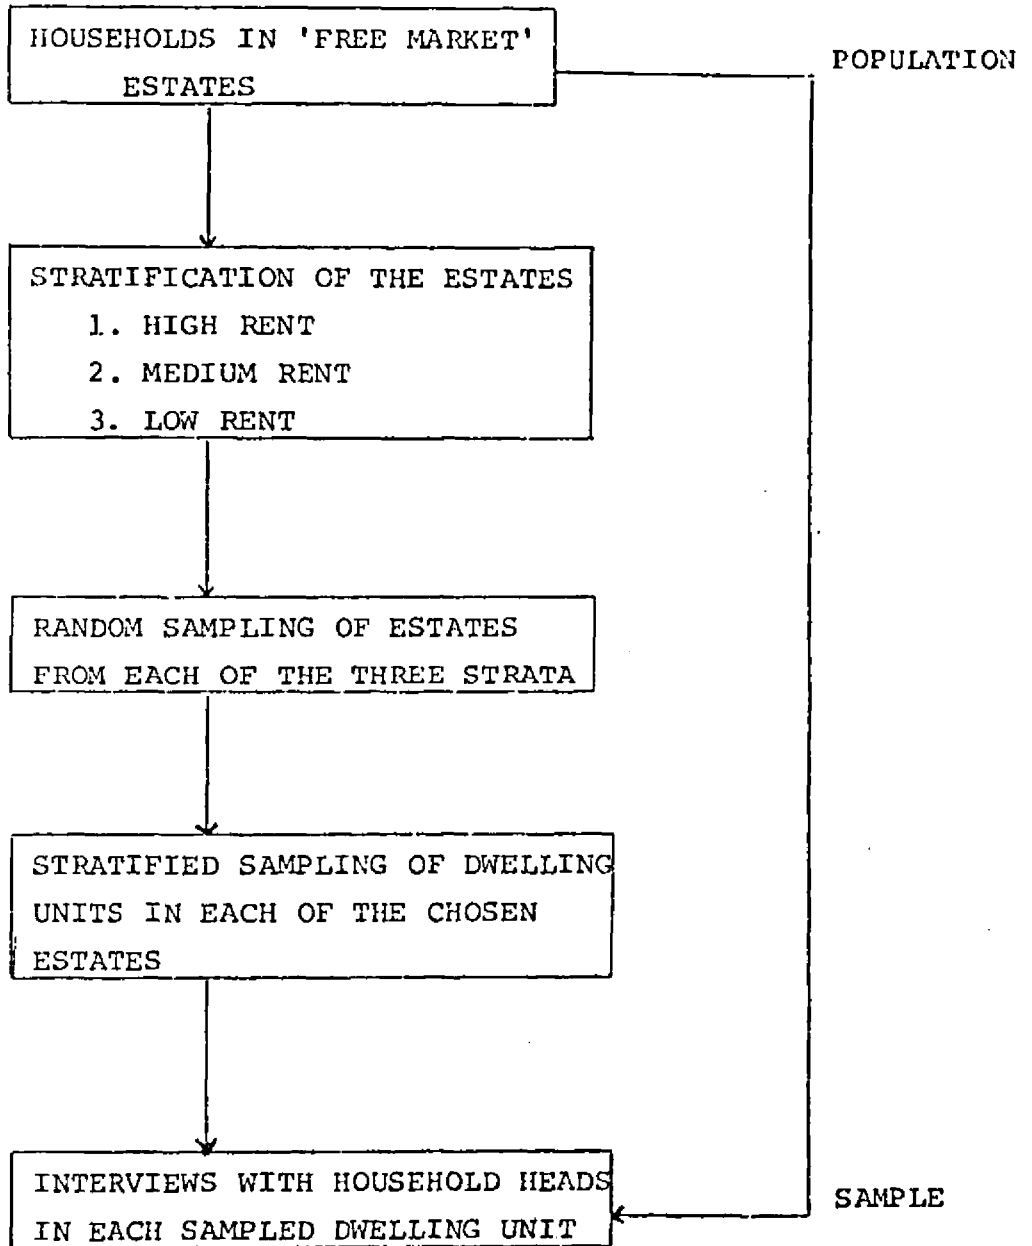 HOUSEHOLDS IN 'FREE MARKET'
ESTATES
POPULATION
STRATIFICATION OF THE ESTATES
1. HIGH RENT
2. MEDIUM RENT
3. LOW RENT
RANDOM SAMPLING OF ESTATES
FROM EACH OF THE THREE STRATA
STRATIFIED SAMPLING OF DWELLING
UNITS IN EACH OF THE CHOSEN
ESTATES
INTERVIEWS WITH HOUSEHOLD HEADS
IN EACH SAMPLED DWELLING UNIT
SAMPLE